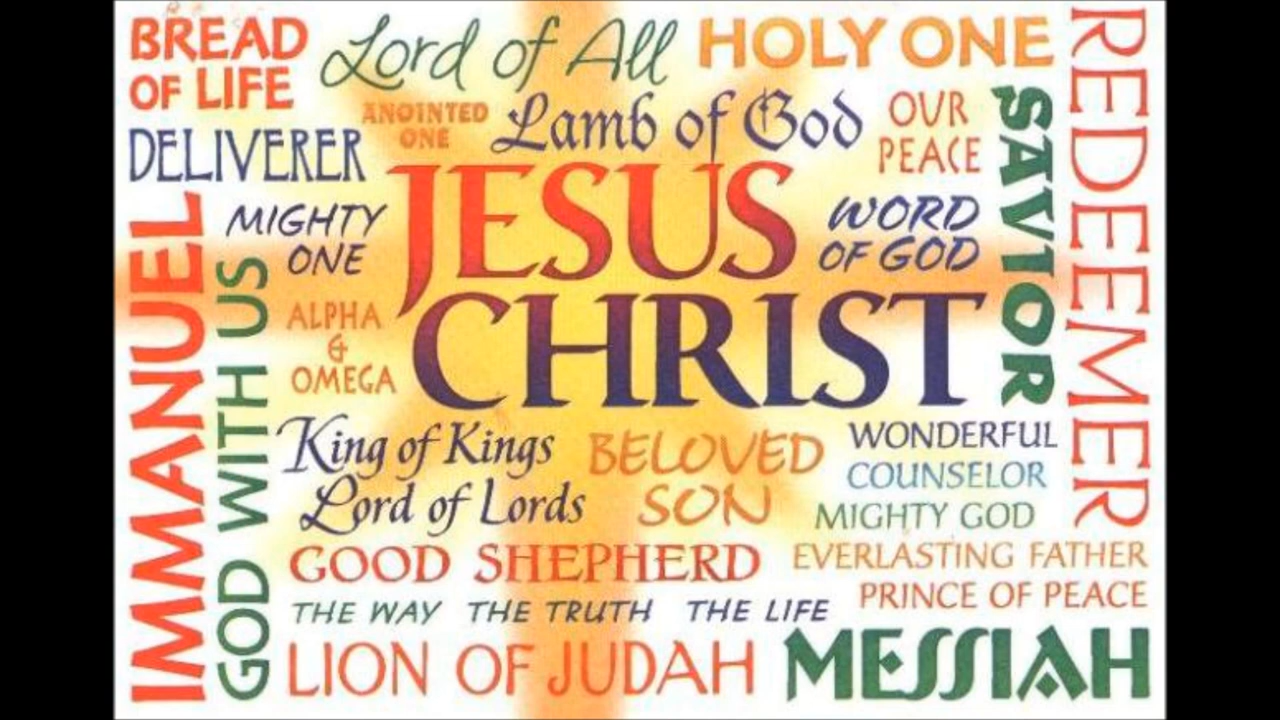 BREAD
OF LIFE
Lord of All
HOLY ONE
REDEEMER
ANOINTED
ONE
Lamb of God
OUR
PEACE
SAVIOR
DELIVERER
JESUS
CHRIST
MIGHTY
ONE
WORD
OF GOD
IMMANUEL
GOD WITH US
ALPHA
&
OMEGA
King of Kings
Lord of Lords
BELOVED
SON
WONDERFUL
COUNSELOR
MIGHTY GOD
EVERLASTING FATHER
PRINCE OF PEACE
GOOD SHEPHERD
THE WAY THE TRUTH THE LIFE
LION OF JUDAH
MESSIAH